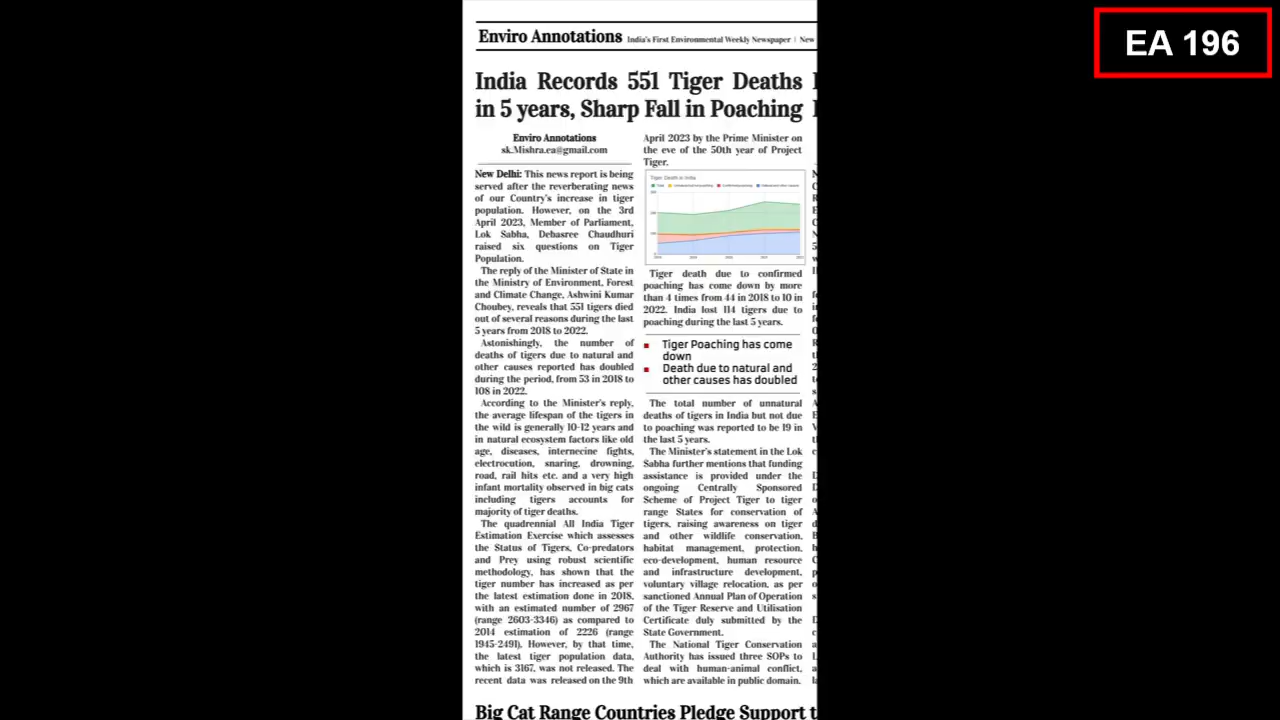 EA 196
Enviro Annotations India's First Environmental Weekly Newspaper | New
India Records 551 Tiger Deaths
in 5 years, Sharp Fall in Poaching
Enviro Annotations
sk.Mishra.ea@gmail.com
New Delhi: This news report is being
served after the reverberating news
of our Country's increase in tiger
population. However, on the 3rd
April 2023, Member of Parliament,
Lok Sabha, Debasree Chaudhuri
raised six questions on Tiger
Population.
The reply of the Minister of State in
the Ministry of Environment, Forest
and Climate Change, Ashwini Kumar
Choubey, reveals that 551 tigers died
out of several reasons during the last
5 years from 2018 to 2022.
Astonishingly, the number of
deaths of tigers due to natural and
other causes reported has doubled
during the period, from 53 in 2018 to
108 in 2022.
According to the Minister's reply,
the average lifespan of the tigers in
the wild is generally 10-12 years and
in natural ecosystem factors like old
age, diseases, internecine fights,
electrocution, snaring, drowning,
road, rail hits etc. and a very high
infant mortality observed in big cats
including tigers accounts for
majority of tiger deaths.
The quadrennial All India Tiger
Estimation Exercise which assesses
the Status of Tigers, Co-predators
and Prey using robust scientific
methodology, has shown that the
tiger number has increased as per
the latest estimation done in 2018,
with an estimated number of 2967
(range 2603-3346) as compared to
2014 estimation of 2226 (range
1945-2491). However, by that time,
the latest tiger population data,
which is 3167, was not released. The
recent data was released on the 9th
April 2023 by the Prime Minister on
the eve of the 50th year of Project
Tiger.
Tiger Death in India
Tiger death due to confirmed
poaching has come down by more
than 4 times from 44 in 2018 to 10 in
2022. India lost 114 tigers due to
poaching during the last 5 years.
Tiger Poaching has come
down
Death due to natural and
other causes has doubled
The total number of unnatural
deaths of tigers in India but not due
to poaching was reported to be 19 in
the last 5 years.
The Minister's statement in the Lok
Sabha further mentions that funding
assistance is provided under the
ongoing Centrally Sponsored
Scheme of Project Tiger to tiger
range States for conservation of
tigers, raising awareness on tiger
and other wildlife conservation,
habitat management, protection,
eco-development, human resource
and infrastructure development,
voluntary village relocation, as per
sanctioned Annual Plan of Operation
of the Tiger Reserve and Utilisation
Certificate duly submitted by the
State Government.
The National Tiger Conservation
Authority has issued three SOPs to
deal with human-animal conflict,
which are available in public domain.
Big Cat Range Countries Pledge Support t